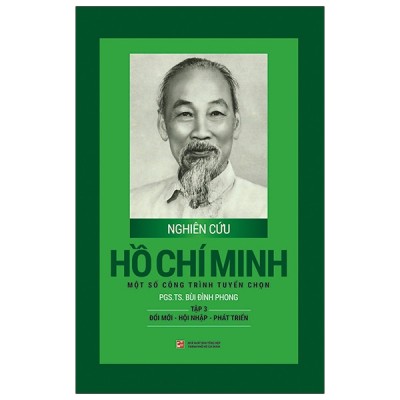 NGHIÊN CỨU
HỒ CHÍ MINH
MỘT SỐ CÔNG TRÌNH TUYỂN CHỌN
PGS.TS. BÙI ĐÌNH PHONG
TẬP 3
ĐỔI MỚI - HỘI NHẬP - PHÁT TRIỂN